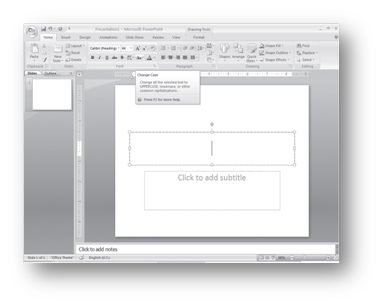 Presentation1 - Microsoft PowerPoint
Drawing Tools
Home Insert Design Animations Slide Show Review View Format
Layout
Reset
Delete
Paste
New Slide
Calibri (Headings) 44
Shapes Arrange Quick Styles
Shape Fill
Shape Outline
Shape Effects
Find
Replace
Select
Clipboard Slides Font Paragraph Drawing Editing
Slides Outline
Change Case
Change all the selected text to
UPPERCASE, lowercase, or other
common capitalizations.
Press F1 for more help.
1
Click to add subtitle
Click to add notes
Slide 1 of 1 "Office Theme" English (U.S.)